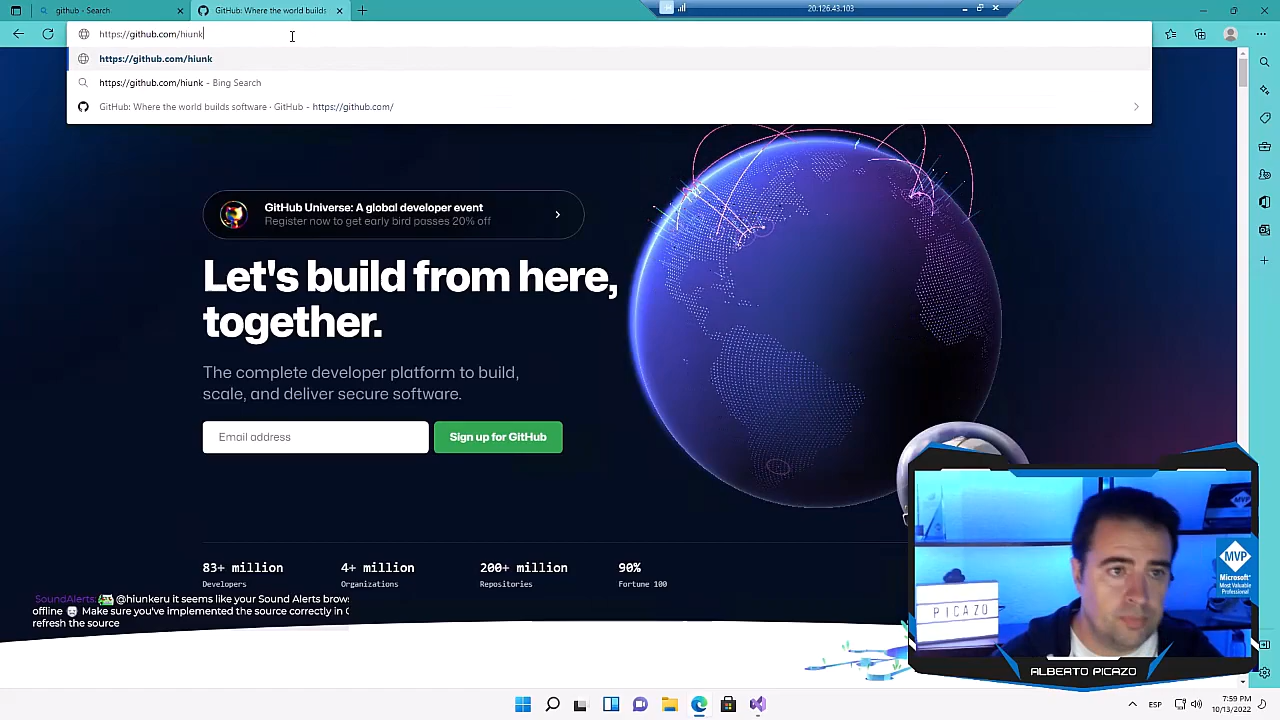 github - Search
GitHub: Where the world builds
20.126.43.103
https://github.com/hiunk
https://github.com/hiunk
https://github.com/hiunk - Bing Search
GitHub: Where the world builds software · GitHub - https://github.com/
GitHub Universe: A global developer event
Register now to get early bird passes 20% off
Let's build from here,
together.
The complete developer platform to build,
scale, and deliver secure software.
Email address
Sign up for GitHub
83+ million
Developers
4+ million
Organizations
200+ million
Repositories
90%
Fortune 100
SoundAlerts: @hiunkeru it seems like your Sound Alerts brow
offline Make sure you've implemented the source correctly in
refresh the source
PICAZO
MVP
MVP
Microsoft®
Most Valuable
Professional
ALBERTO PICAZO
ESP
7:59 PM
10/13/2022